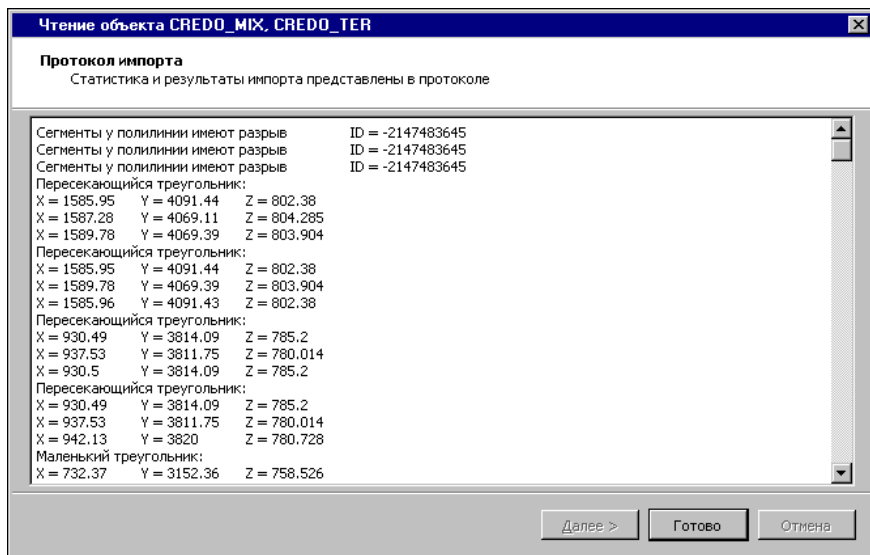 Чтение объекта CREDO_MIX, CREDO_TER
Протокол импорта
Статистика и результаты импорта представлены в протоколе
Сегменты у полилинии имеют разрыв ID = -2147483645
Сегменты у полилинии имеют разрыв ID = -2147483645
Сегменты у полилинии имеют разрыв ID = -2147483645
Пересекающийся треугольник:
X = 1585.95 Y = 4091.44 Z = 802.38
X = 1587.28 Y = 4069.11 Z = 804.285
X = 1589.78 Y = 4069.39 Z = 803.904
Пересекающийся треугольник:
X = 1585.95 Y = 4091.44 Z = 802.38
X = 1589.78 Y = 4069.39 Z = 803.904
X = 1585.96 Y = 4091.43 Z = 802.38
Пересекающийся треугольник:
X = 930.49 Y = 3814.09 Z = 785.2
X = 937.53 Y = 3811.75 Z = 780.014
X = 930.5 Y = 3814.09 Z = 785.2
Пересекающийся треугольник:
X = 930.49 Y = 3814.09 Z = 785.2
X = 937.53 Y = 3811.75 Z = 780.014
X = 942.13 Y = 3820 Z = 780.728
Маленький треугольник:
X = 732.37 Y = 3152.36 Z = 758.526
Далее > Готово Отмена